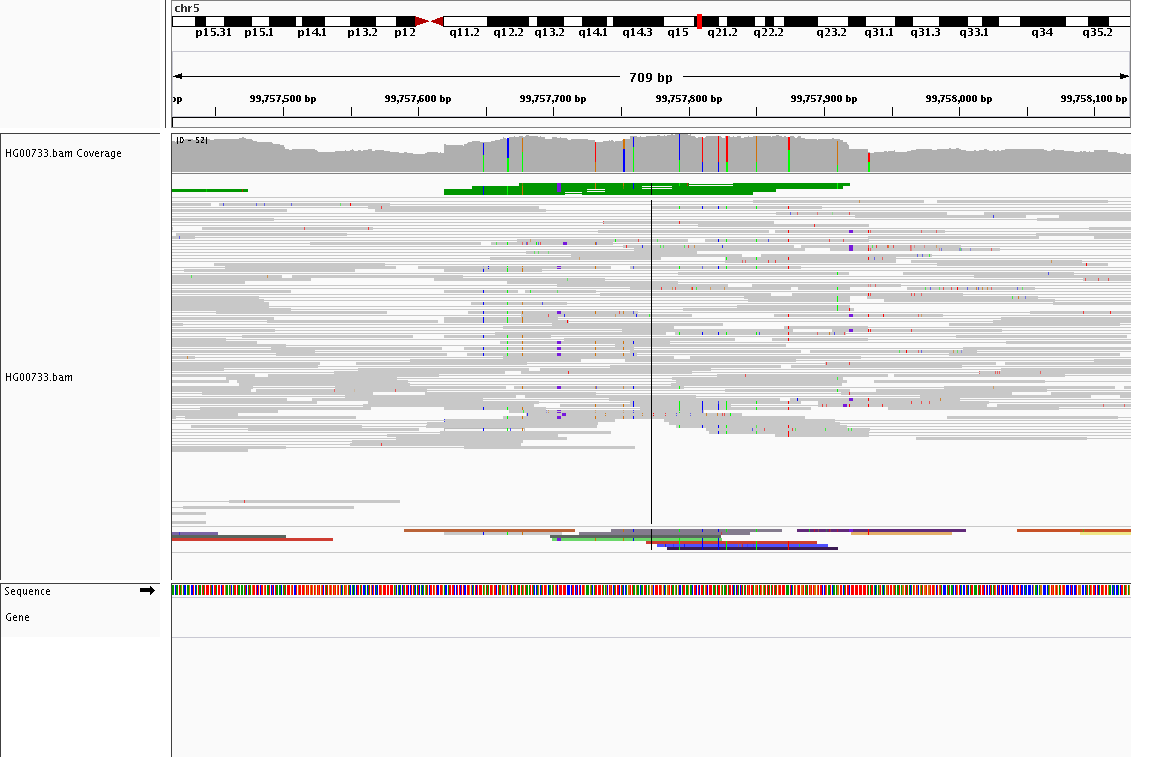 chr5
p15.31 p15.1 p14.1 p13.2 p12 q11.2 q12.2 q13.2 q14.1 q14.3 q15 q21.2 q22.2 q23.2 q31.1 q31.3 q33.1 q34 q35.2
709 bp
bp 99,757,500 bp 99,757,600 bp 99,757,700 bp 99,757,800 bp 99,757,900 bp 99,758,000 bp 99,758,100 bp
[0 - 52]
HG00733.bam Coverage
HG00733.bam
Sequence
Gene